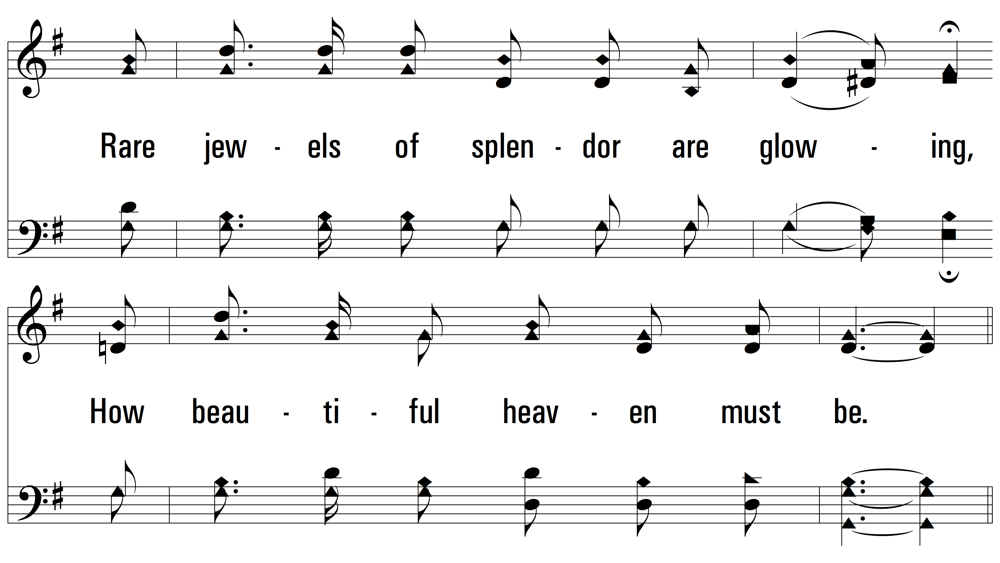 Rare jew - els of splen - dor are glow - ing,
How beau - ti - ful heav - en must be.